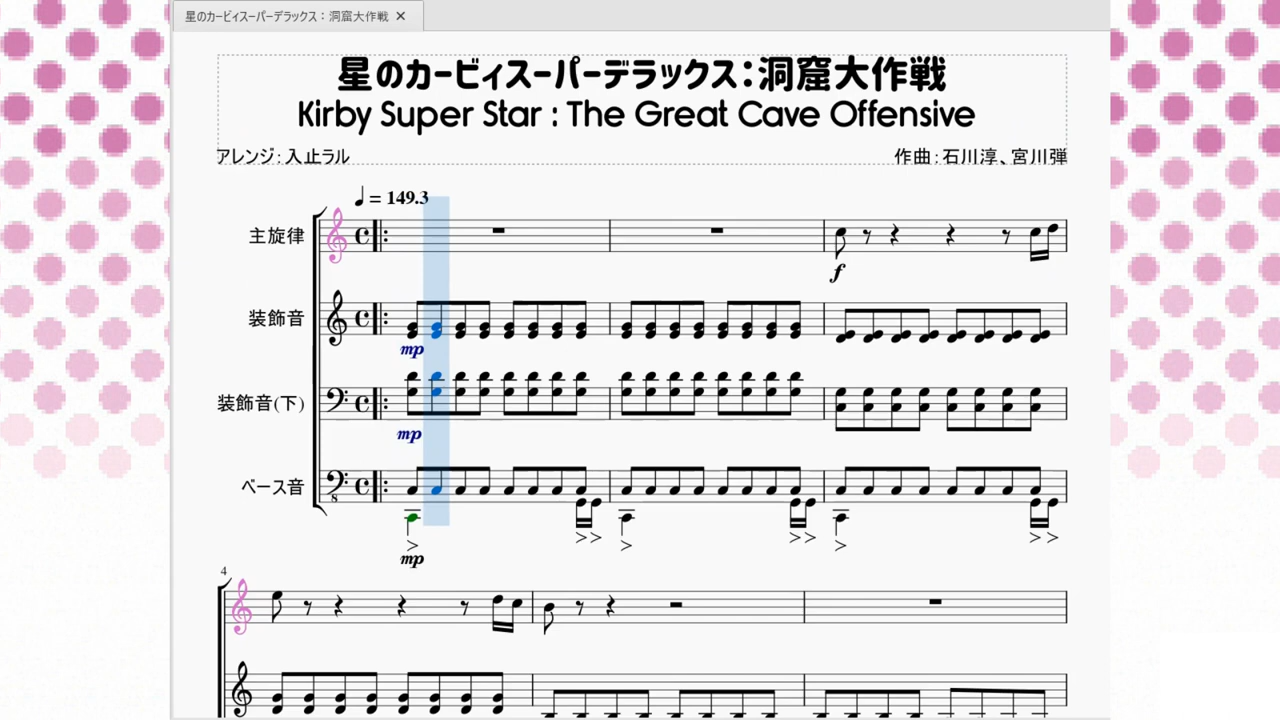 星のカービィスーパーデラックス：洞窟大作戦 ✕
星のカービィスーパーデラックス：洞窟大作戦
Kirby Super Star : The Great Cave Offensive
アレンジ：入止ラル
作曲：石川淳、宮川弾
♩ = 149.3
主旋律
f
装飾音
mp
装飾音(下)
mp
ベース音
8
mp
4